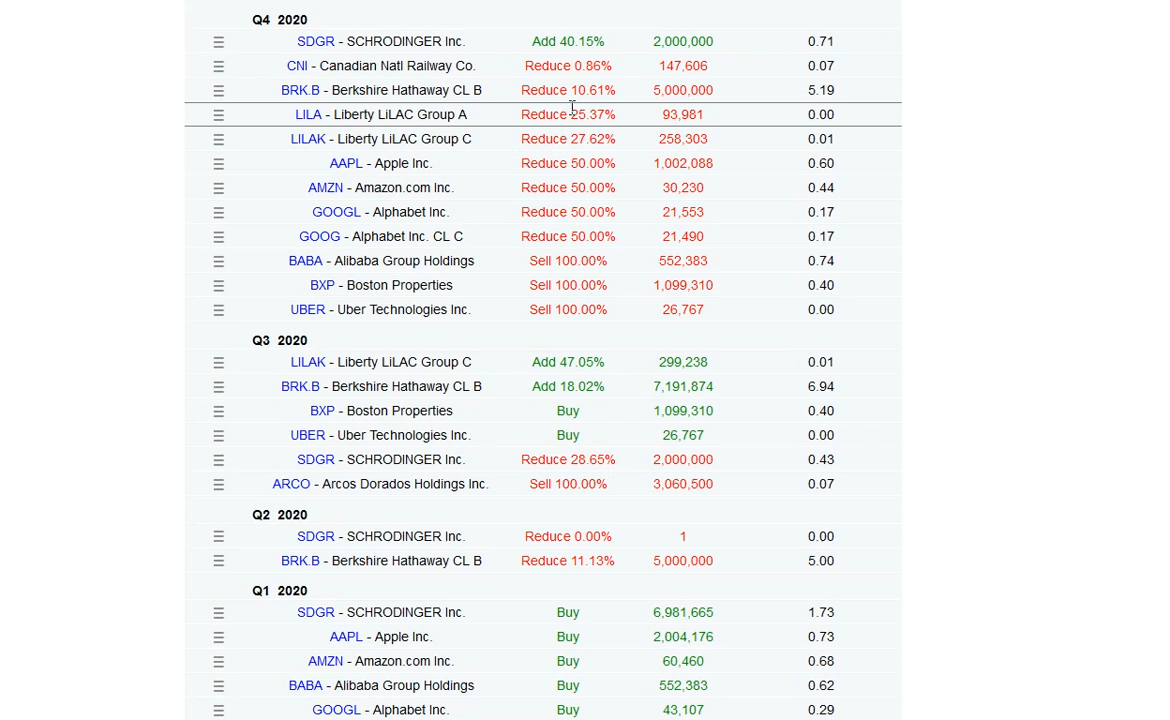 Q4 2020
SDGR - SCHRODINGER Inc. Add 40.15% 2,000,000 0.71
CNI - Canadian Natl Railway Co. Reduce 0.86% 147,606 0.07
BRK.B - Berkshire Hathaway CL B Reduce 10.61% 5,000,000 5.19
LILA - Liberty LiLAC Group A Reduce 25.37% 93,981 0.00
LILAK - Liberty LiLAC Group C Reduce 27.62% 258,303 0.01
AAPL - Apple Inc. Reduce 50.00% 1,002,088 0.60
AMZN - Amazon.com Inc. Reduce 50.00% 30,230 0.44
GOOGL - Alphabet Inc. Reduce 50.00% 21,553 0.17
GOOG - Alphabet Inc. CL C Reduce 50.00% 21,490 0.17
BABA - Alibaba Group Holdings Sell 100.00% 552,383 0.74
BXP - Boston Properties Sell 100.00% 1,099,310 0.40
UBER - Uber Technologies Inc. Sell 100.00% 26,767 0.00
Q3 2020
LILAK - Liberty LiLAC Group C Add 47.05% 299,238 0.01
BRK.B - Berkshire Hathaway CL B Add 18.02% 7,191,874 6.94
BXP - Boston Properties Buy 1,099,310 0.40
UBER - Uber Technologies Inc. Buy 26,767 0.00
SDGR - SCHRODINGER Inc. Reduce 28.65% 2,000,000 0.43
ARCO - Arcos Dorados Holdings Inc. Sell 100.00% 3,060,500 0.07
Q2 2020
SDGR - SCHRODINGER Inc. Reduce 0.00% 1 0.00
BRK.B - Berkshire Hathaway CL B Reduce 11.13% 5,000,000 5.00
Q1 2020
SDGR - SCHRODINGER Inc. Buy 6,981,665 1.73
AAPL - Apple Inc. Buy 2,004,176 0.73
AMZN - Amazon.com Inc. Buy 60,460 0.68
BABA - Alibaba Group Holdings Buy 552,383 0.62
GOOGL - Alphabet Inc. Buy 43,107 0.29